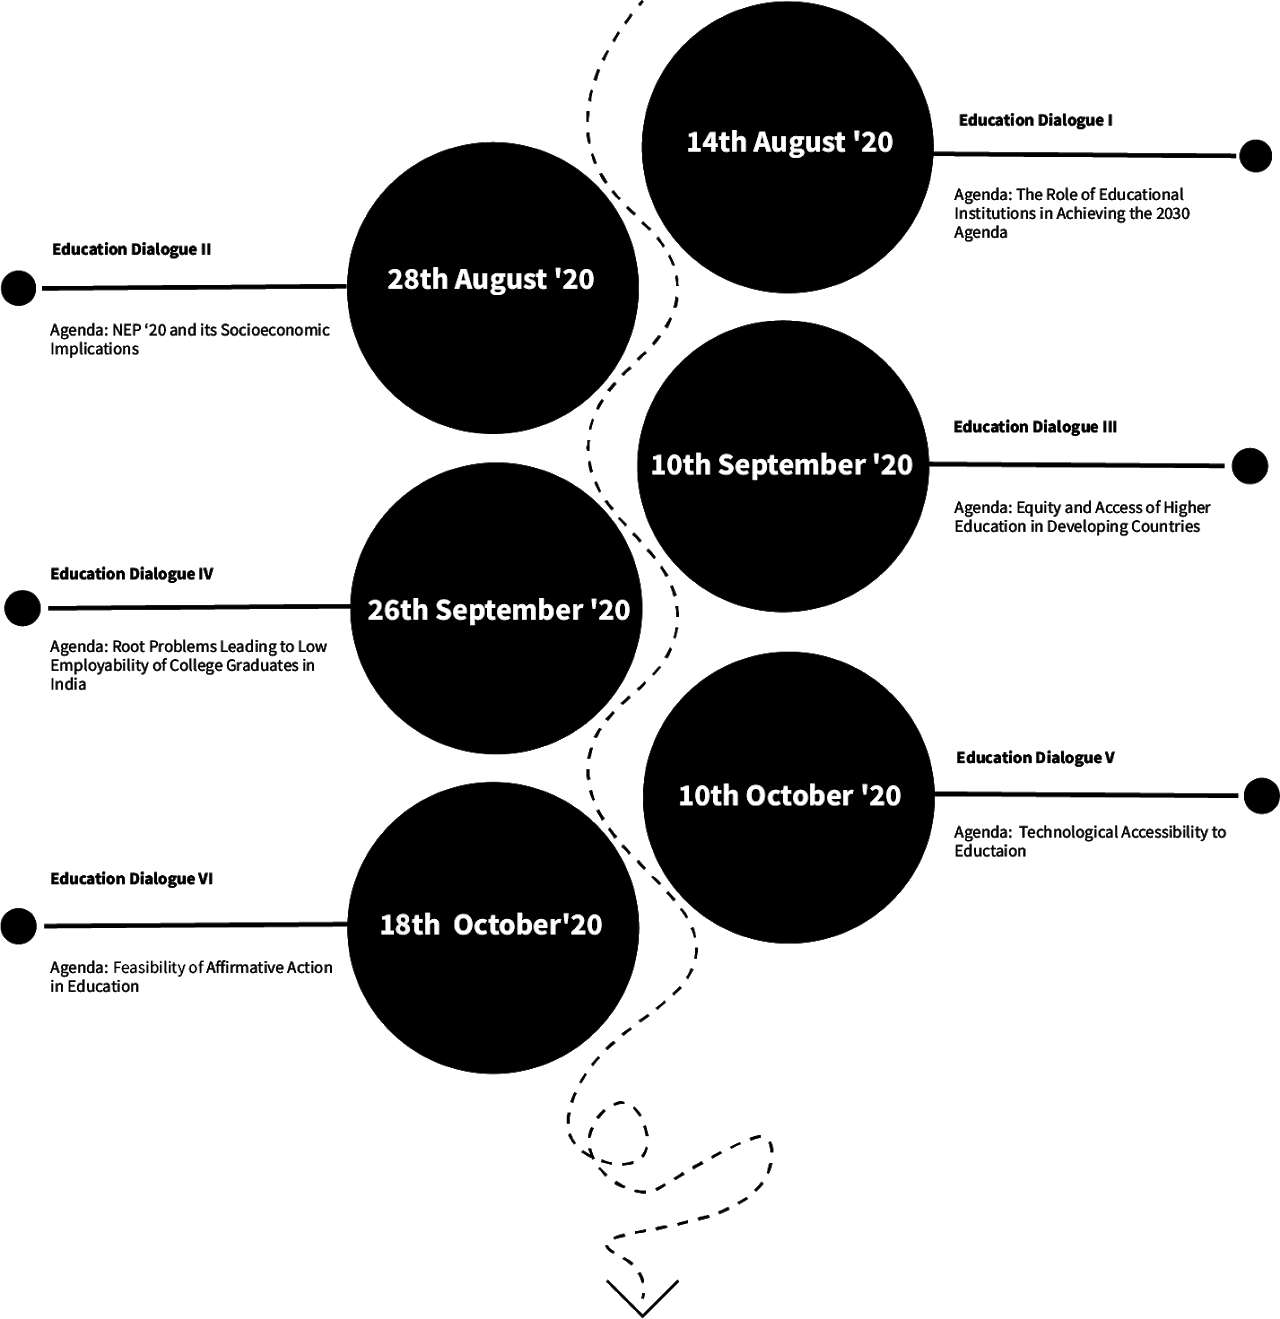 14th August '20
Education Dialogue I
Agenda: The Role of Educational
Institutions in Achieving the 2030
Agenda
28th August '20
Education Dialogue II
Agenda: NEP ‘20 and its Socioeconomic
Implications
10th September '20
Education Dialogue III
Agenda: Equity and Access of Higher
Education in Developing Countries
26th September '20
Education Dialogue IV
Agenda: Root Problems Leading to Low
Employability of College Graduates in
India
10th October '20
Education Dialogue V
Agenda:  Technological Accessibility to
Eductaion
18th  October'20
Education Dialogue VI
Agenda: Feasibility of Affirmative Action
in Education